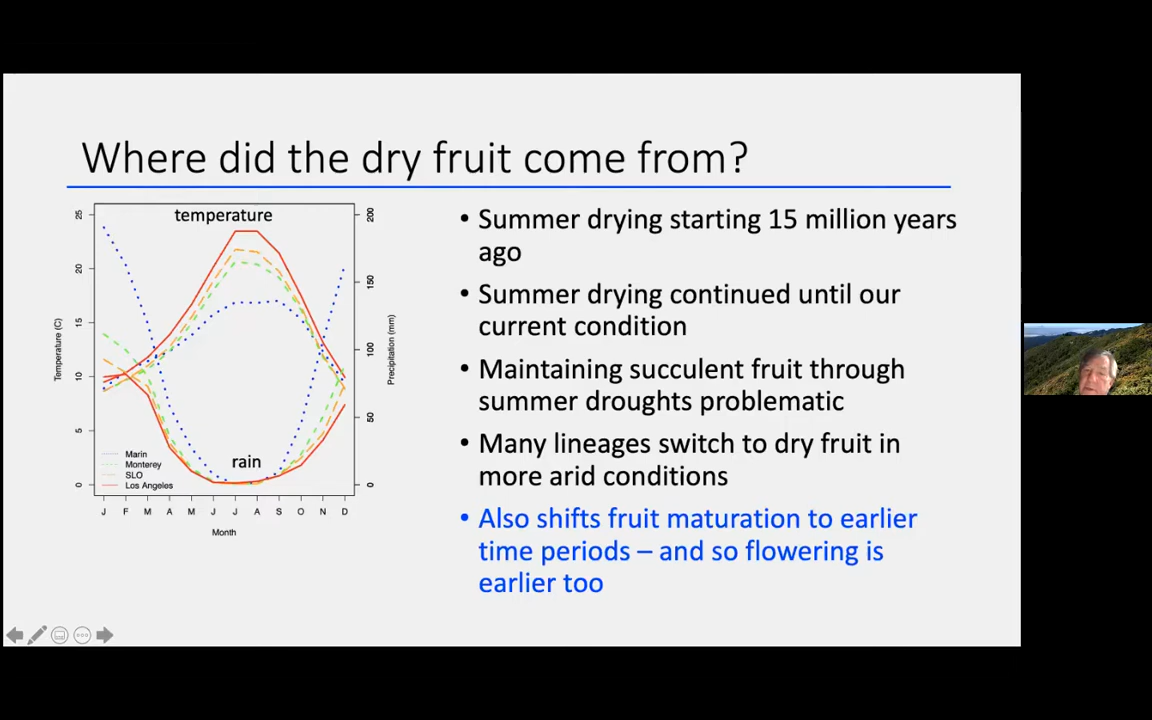 Where did the dry fruit come from?
temperature
25
20
15
10
5
0
Temperature (C)
200
150
100
50
0
Precipitation (mm)
rain
Marin
Monterey
SLO
Los Angeles
J F M A M J J A S O N D
Month
• Summer drying starting 15 million years
ago
• Summer drying continued until our
current condition
• Maintaining succulent fruit through
summer droughts problematic
• Many lineages switch to dry fruit in
more arid conditions
• Also shifts fruit maturation to earlier
time periods – and so flowering is
earlier too